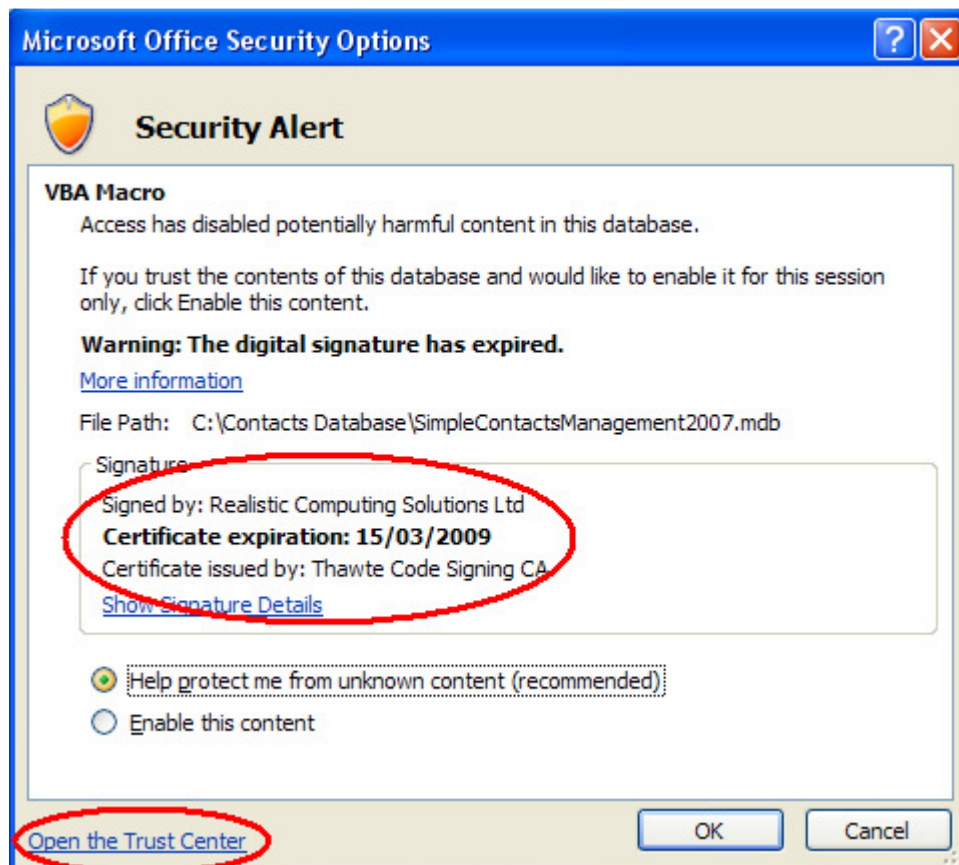 Microsoft Office Security Options
Security Alert
VBA Macro
Access has disabled potentially harmful content in this database.
If you trust the contents of this database and would like to enable it for this session
only, click Enable this content.
Warning: The digital signature has expired.
More information
File Path: C:\Contacts Database\SimpleContactsManagement2007.mdb
Signature
Signed by: Realistic Computing Solutions Ltd
Certificate expiration: 15/03/2009
Certificate issued by: Thawte Code Signing CA
Show Signature Details
Help protect me from unknown content (recommended)
Enable this content
Open the Trust Center
OK
Cancel